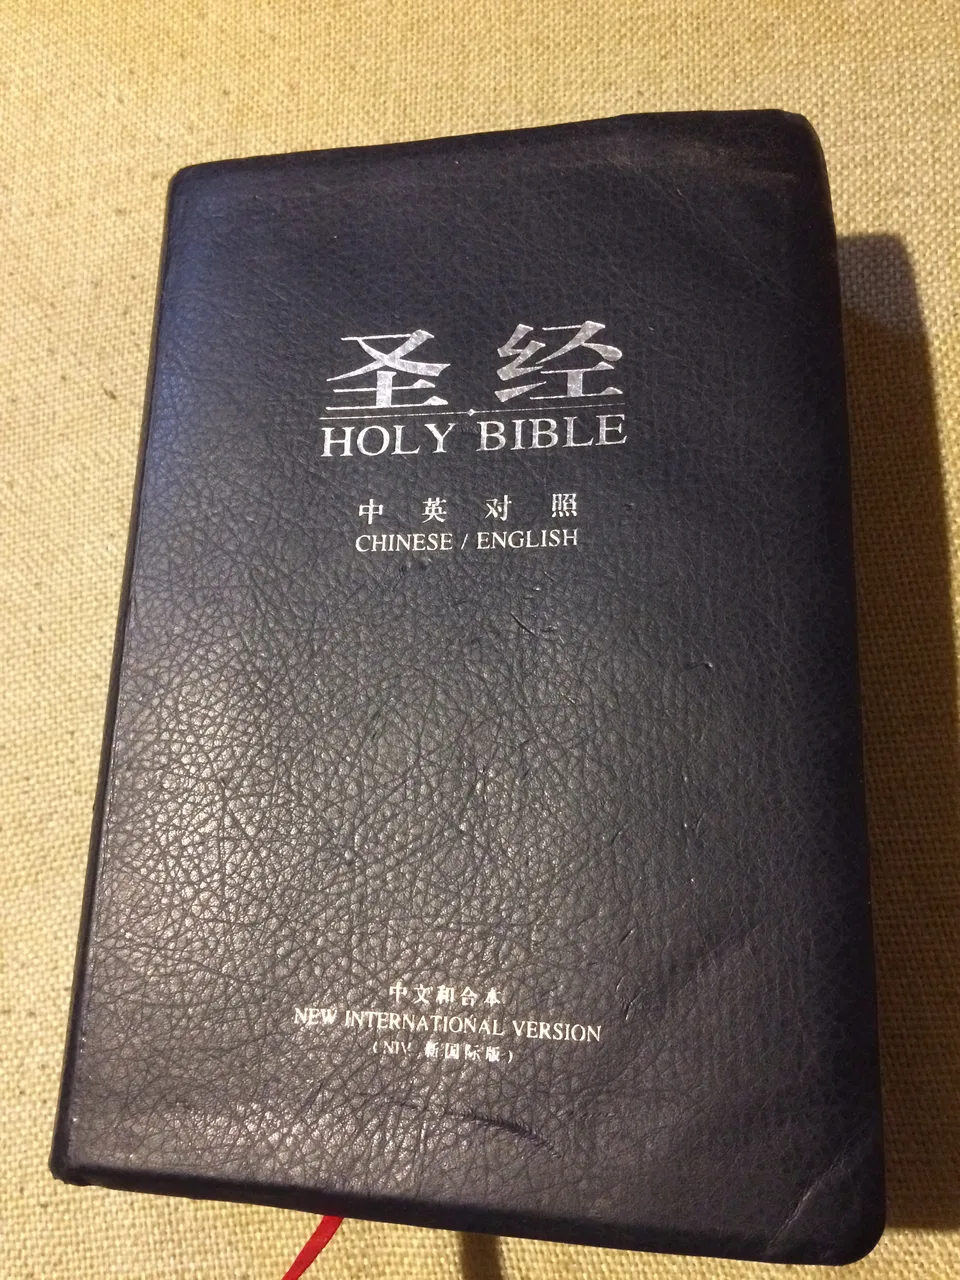 圣经
HOLY BIBLE
中英对照
CHINESE / ENGLISH
中文和合本
NEW INTERNATIONAL VERSION
(NIV 新国际版)